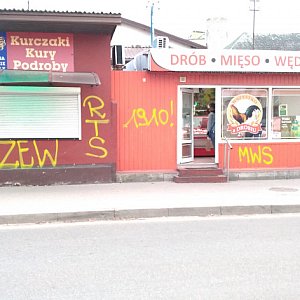 Kurczaki
Kury
Podroby
DRÓB • MIĘSO • WĘD
1910!
RTS
ZEW
MWS